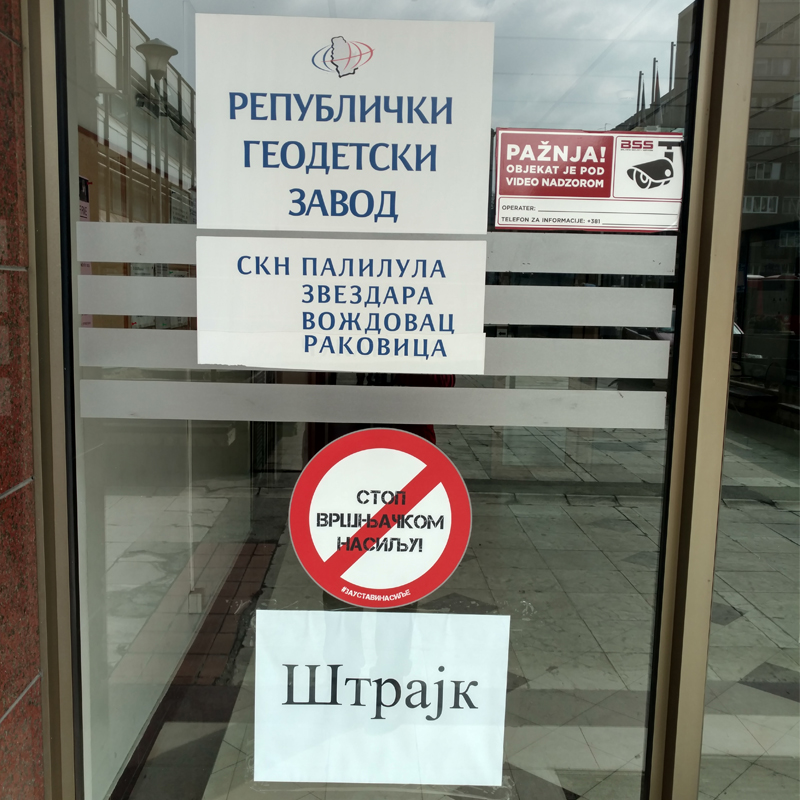 РЕПУБЛИЧКИ
ГЕОДЕТСКИ
ЗАВОД
СКН ПАЛИЛУЛА
ЗВЕЗДАРА
ВОЖДОВАЦ
РАКОВИЦА
PAŽNJA!
OBJEKAT JE POD
VIDEO NADZOROM
BSS
OPERATER:
TELEFON ZA INFORMACIJE: +381
СТОП
ВРШЊАЧКОМ
НАСИЉУ!
#ЗАУСТАВИНАСИЉЕ
Штрајк